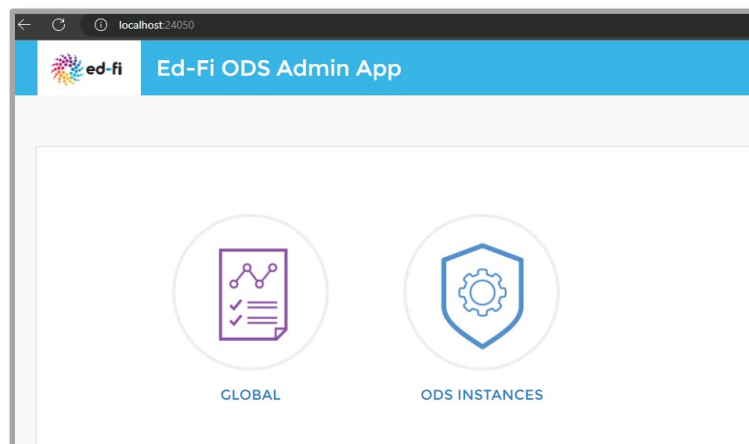 localhost:24050
ed-fi Ed-Fi ODS Admin App
GLOBAL ODS INSTANCES